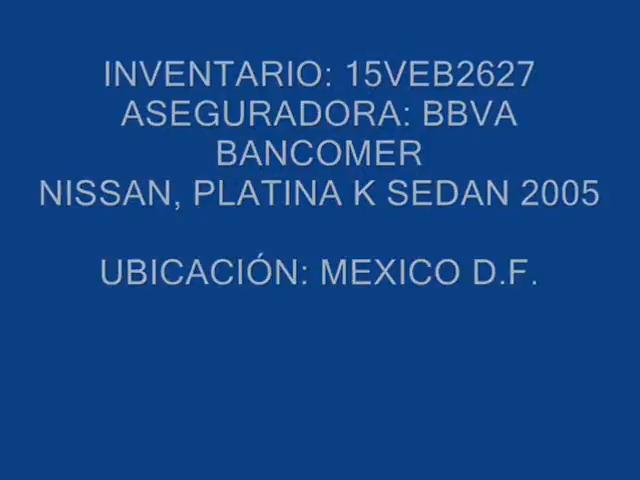 INVENTARIO: 15VEB2627
ASEGURADORA: BBVA
BANCOMER
NISSAN, PLATINA K SEDAN 2005
UBICACIÓN: MEXICO D.F.